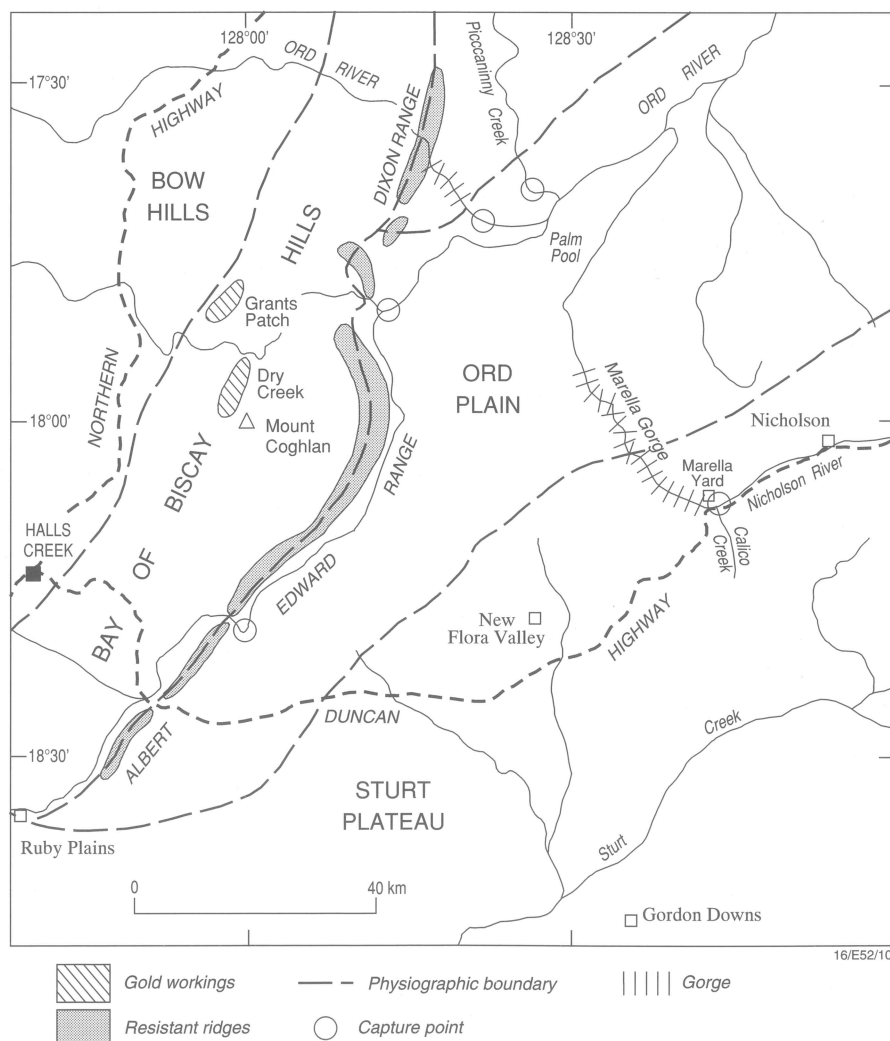 128°00'
128°30'
17°30'
ORD
RIVER
HIGHWAY
Picccaninny Creek
ORD RIVER
DIXON RANGE
BOW
HILLS
HILLS
Palm
Pool
Grants
Patch
Dry
Creek
Mount
Coghlan
NORTHERN
18°00'
ORD
PLAIN
Marella Gorge
Nicholson
Marella
Yard
Nicholson River
Calico
Creek
RANGE
EDWARD
ALBERT
HALLS
CREEK
BAY OF BISCAY
New
Flora Valley
HIGHWAY
DUNCAN
18°30'
STURT
PLATEAU
Creek
Sturt
Ruby Plains
0 40 km
Gordon Downs
16/E52/10
Gold workings
Physiographic boundary
Gorge
Resistant ridges
Capture point